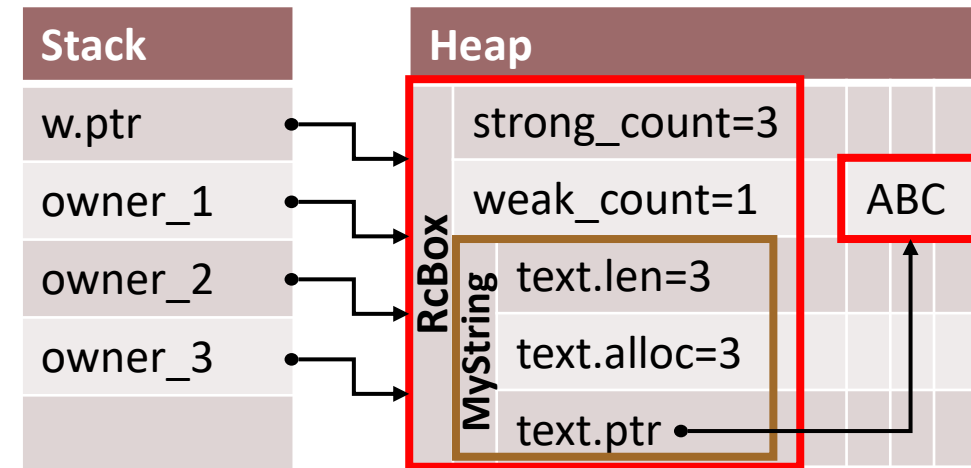 Stack
Heap
w.ptr
owner_1
owner_2
owner_3
RcBox
strong_count=3
weak_count=1
MyString
text.len=3
text.alloc=3
text.ptr
ABC